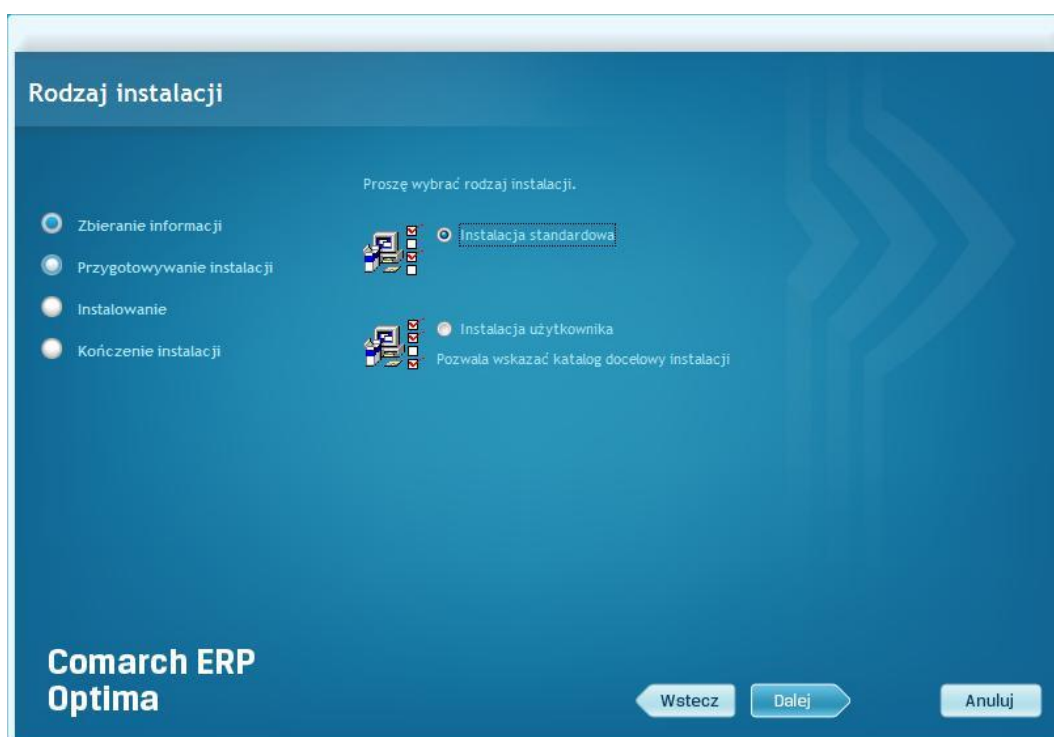 Rodzaj instalacji
Proszę wybrać rodzaj instalacji.
Zbieranie informacji
Przygotowywanie instalacji
Instalowanie
Kończenie instalacji
Instalacja standardowa
Instalacja użytkownika
Pozwala wskazać katalog docelowy instalacji
Comarch ERP
Optima
Wstecz
Dalej
Anuluj